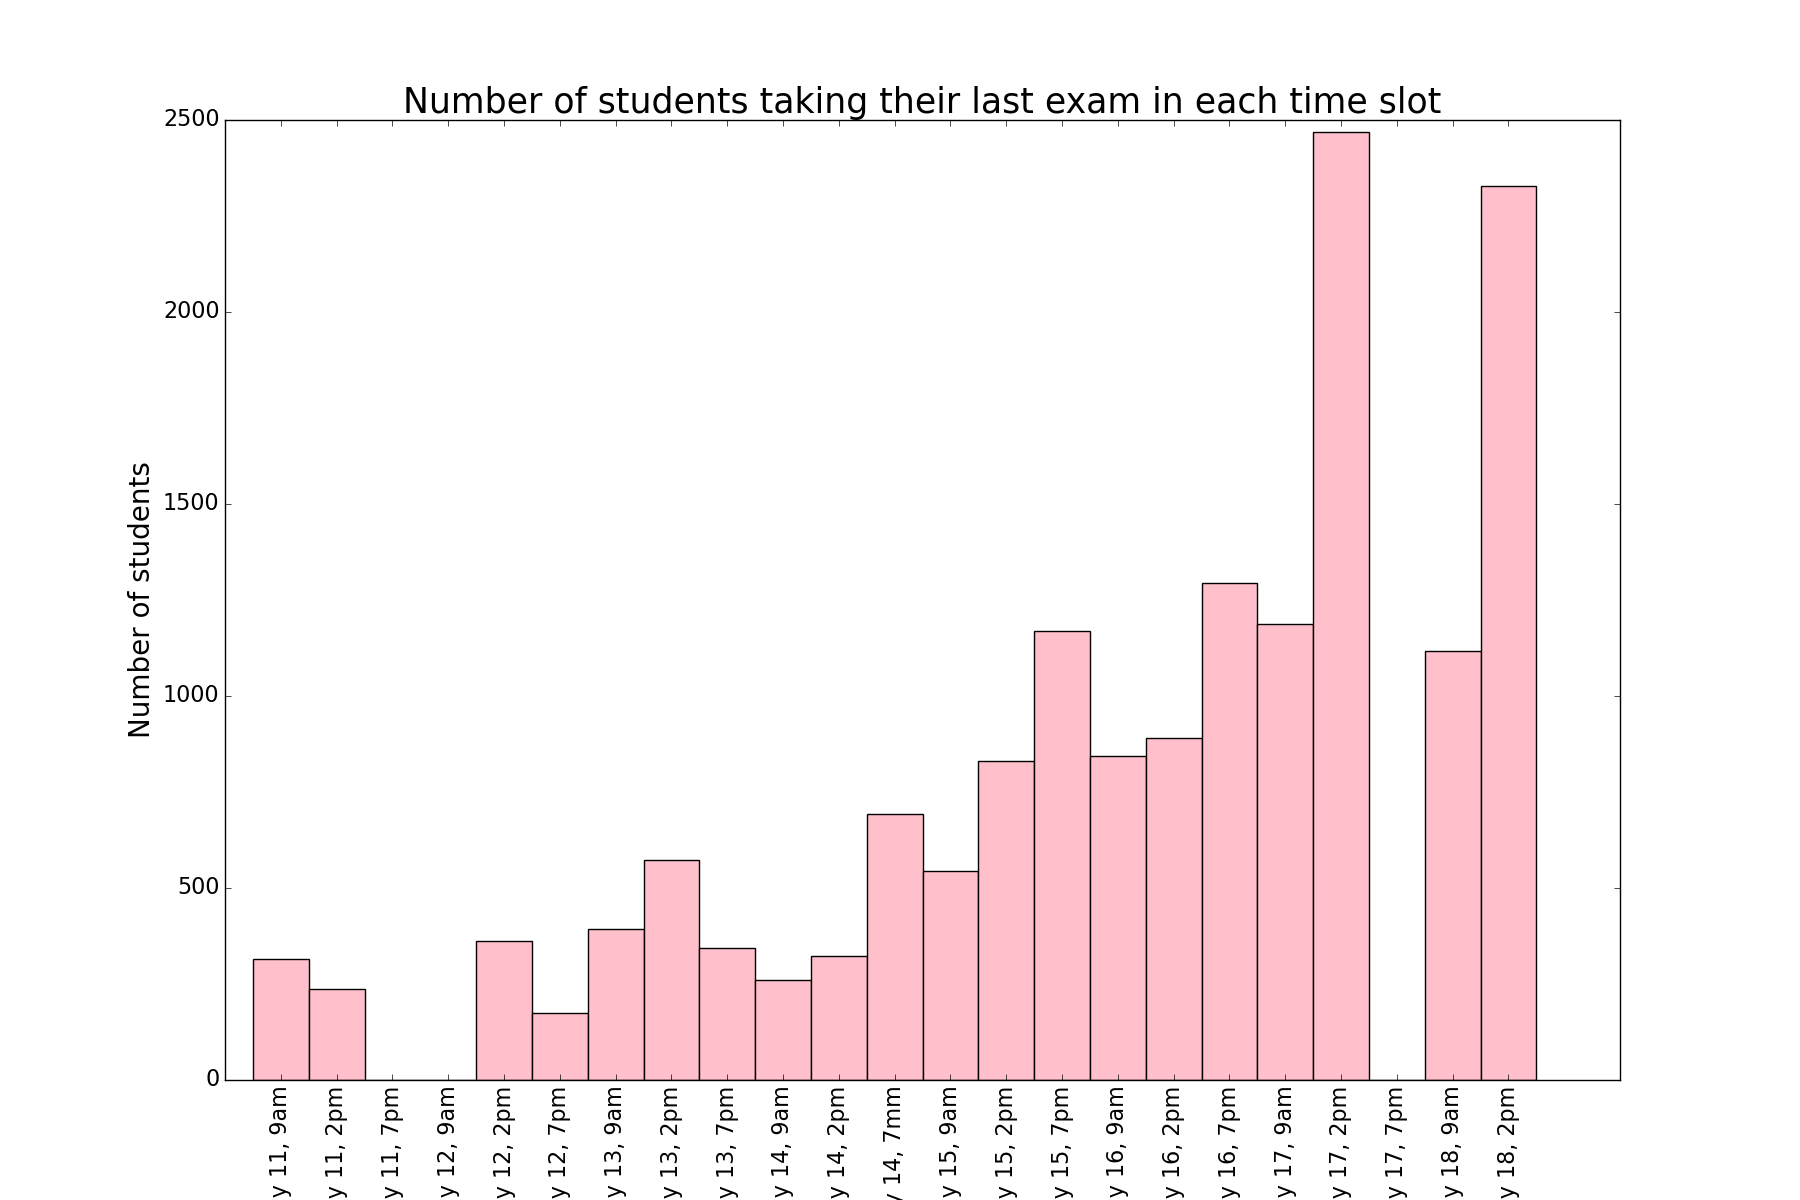 Number of students taking their last exam in each time slot
Number of students
2500
2000
1500
1000
500
0
y 11, 9am
y 11, 2pm
y 11, 7pm
y 12, 9am
y 12, 2pm
y 12, 7pm
y 13, 9am
y 13, 2pm
y 13, 7pm
y 14, 9am
y 14, 2pm
y 14, 7mm
y 15, 9am
y 15, 2pm
y 15, 7pm
y 16, 9am
y 16, 2pm
y 16, 7pm
y 17, 9am
y 17, 2pm
y 17, 7pm
y 18, 9am
y 18, 2pm